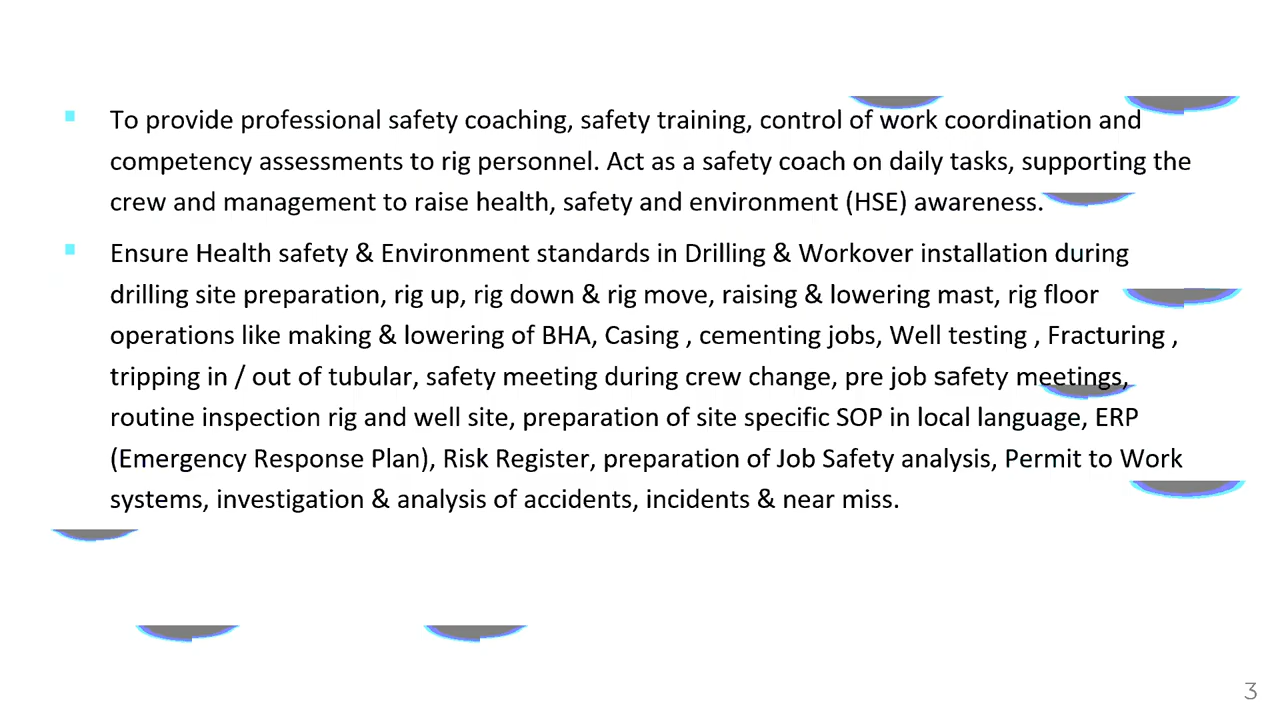 To provide professional safety coaching, safety training, control of work coordination and
competency assessments to rig personnel. Act as a safety coach on daily tasks, supporting the
crew and management to raise health, safety and environment (HSE) awareness.
Ensure Health safety & Environment standards in Drilling & Workover installation during
drilling site preparation, rig up, rig down & rig move, raising & lowering mast, rig floor
operations like making & lowering of BHA, Casing , cementing jobs, Well testing , Fracturing ,
tripping in / out of tubular, safety meeting during crew change, pre job safety meetings,
routine inspection rig and well site, preparation of site specific SOP in local language, ERP
(Emergency Response Plan), Risk Register, preparation of Job Safety analysis, Permit to Work
systems, investigation & analysis of accidents, incidents & near miss.
3